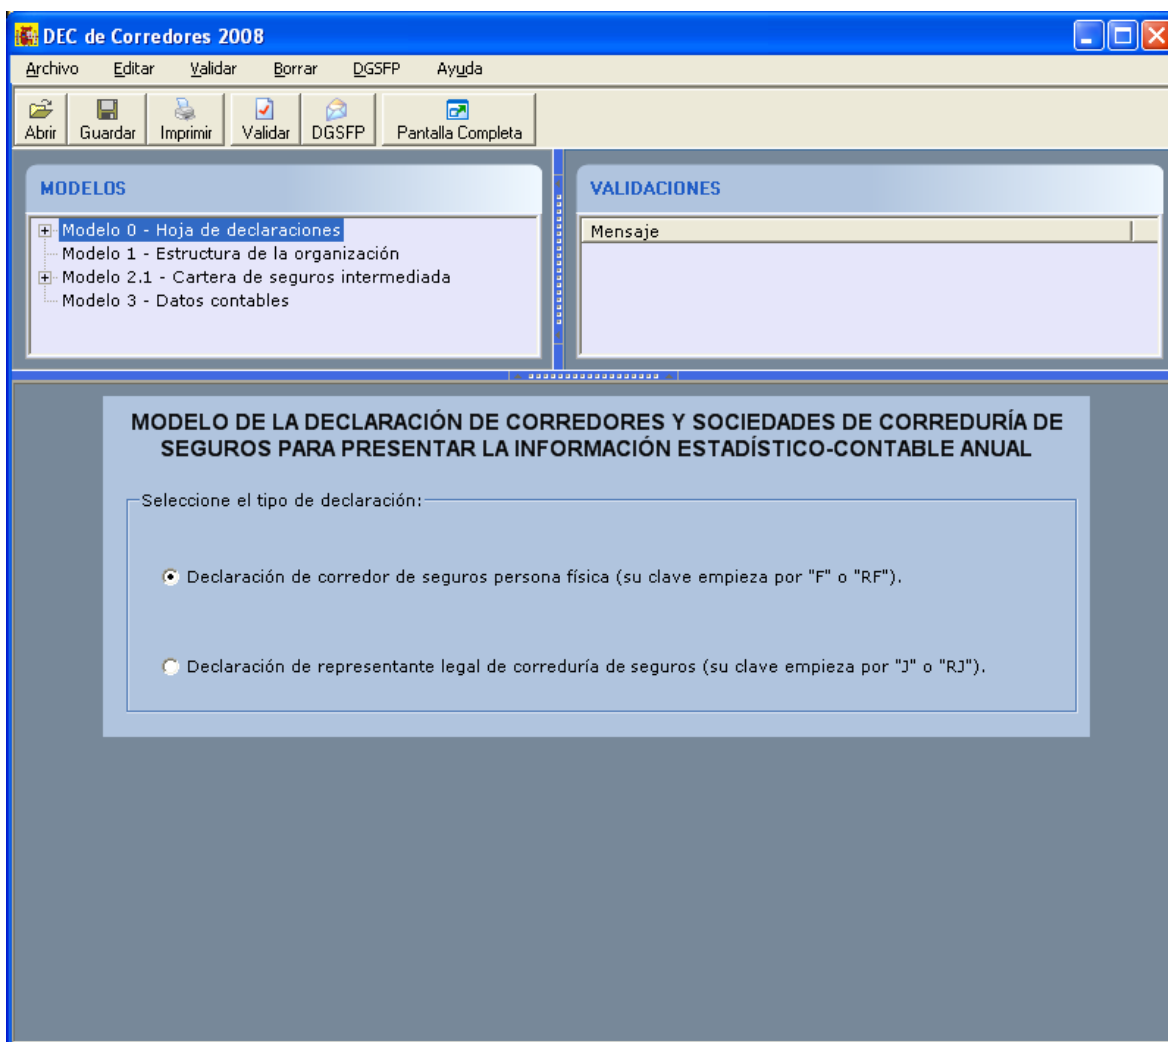 DEC de Corredores 2008
Archivo Editar Validar Borrar DGSFP Ayuda
Abrir Guardar Imprimir Validar DGSFP Pantalla Completa
MODELOS
Modelo 0 - Hoja de declaraciones
Modelo 1 - Estructura de la organización
Modelo 2.1 - Cartera de seguros intermediada
Modelo 3 - Datos contables
VALIDACIONES
Mensaje
MODELO DE LA DECLARACIÓN DE CORREDORES Y SOCIEDADES DE CORREDURÍA DE
SEGUROS PARA PRESENTAR LA INFORMACIÓN ESTADÍSTICO-CONTABLE ANUAL
Seleccione el tipo de declaración:
Declaración de corredor de seguros persona física (su clave empieza por "F" o "RF").
Declaración de representante legal de correduría de seguros (su clave empieza por "J" o "RJ").